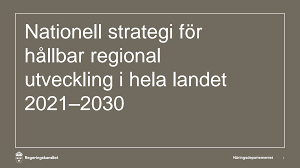 Nationell strategi för
hållbar regional
utveckling i hela landet
2021–2030
Regeringskansliet
Näringsdepartementet